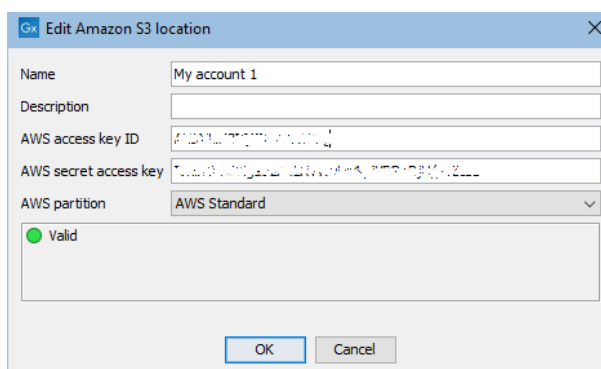 Gx Edit Amazon S3 location
Name My account 1
Description
AWS access key ID
AWS secret access key
AWS partition AWS Standard
Valid
OK Cancel